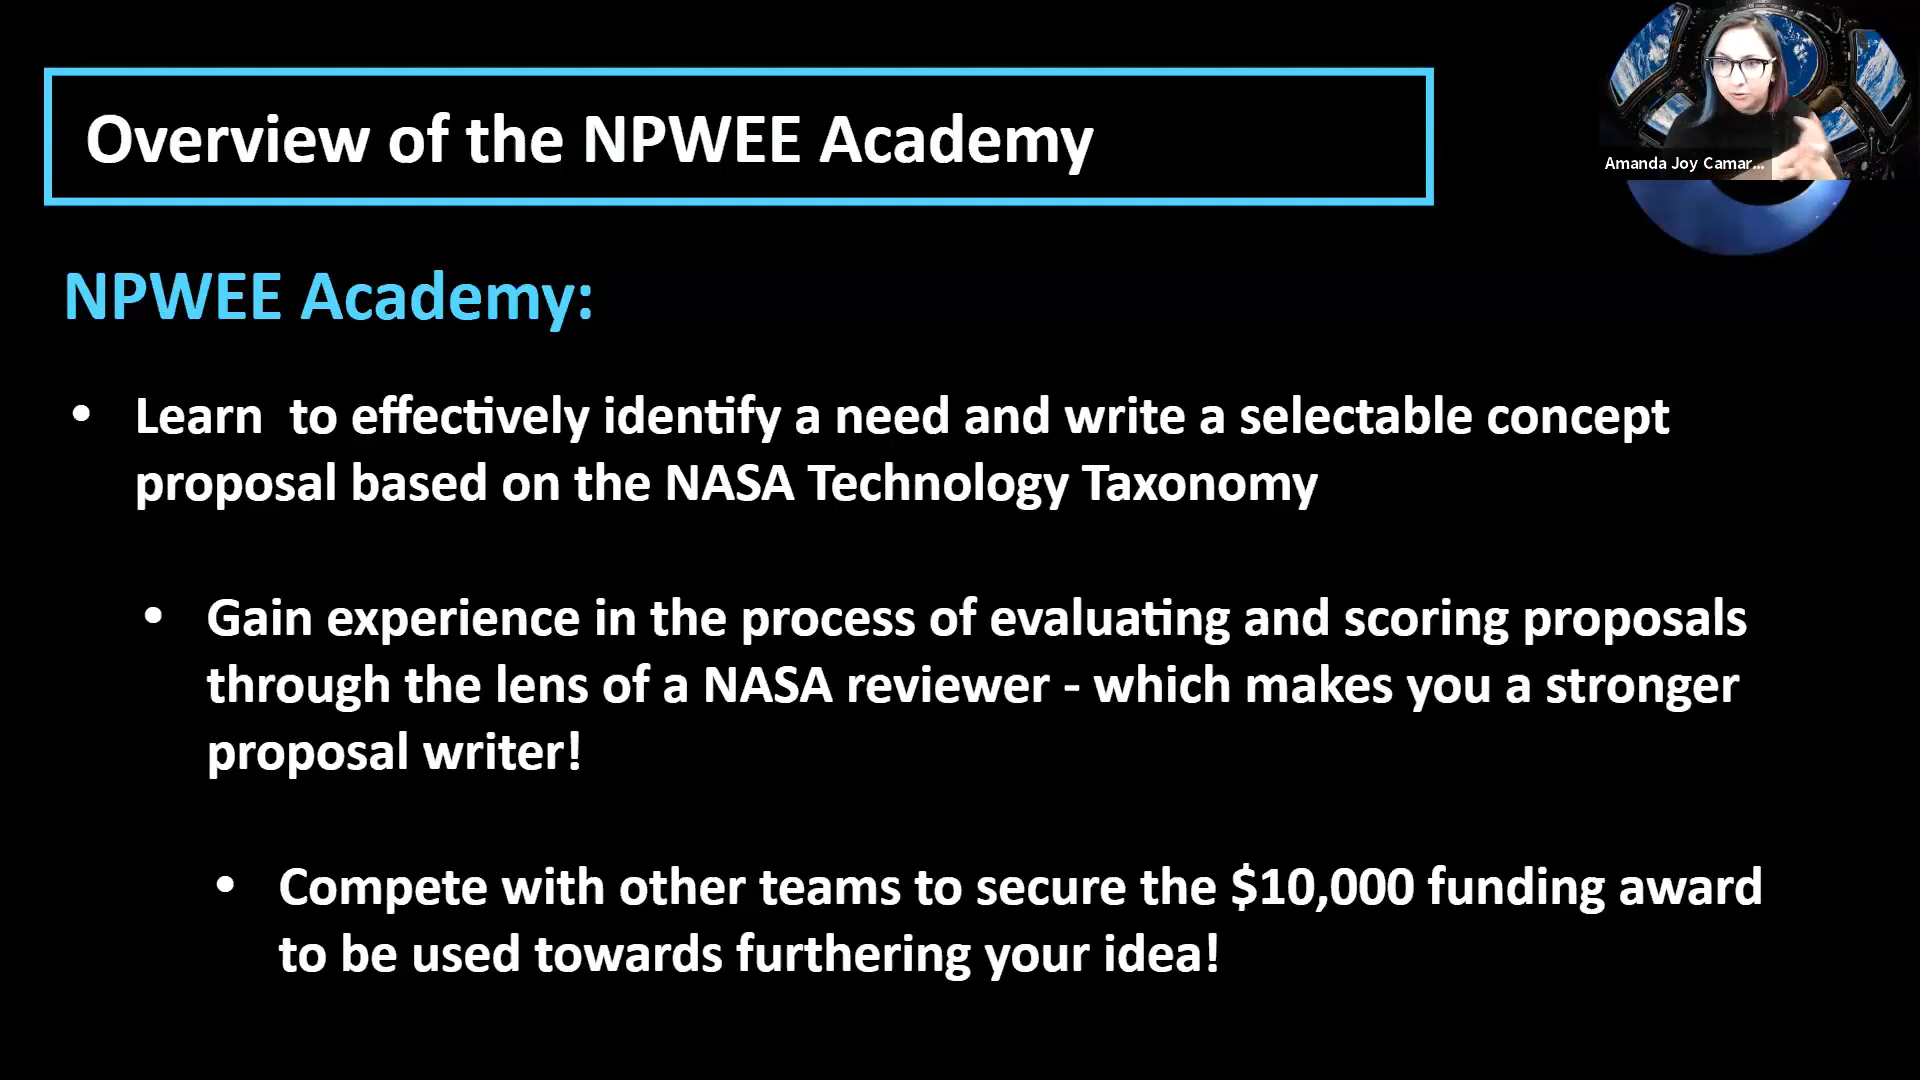 Overview of the NPWEE Academy
Amanda Joy Camar...
NPWEE Academy:
• Learn  to effectively identify a need and write a selectable concept
proposal based on the NASA Technology Taxonomy
• Gain experience in the process of evaluating and scoring proposals
through the lens of a NASA reviewer - which makes you a stronger
proposal writer!
• Compete with other teams to secure the $10,000 funding award
to be used towards furthering your idea!